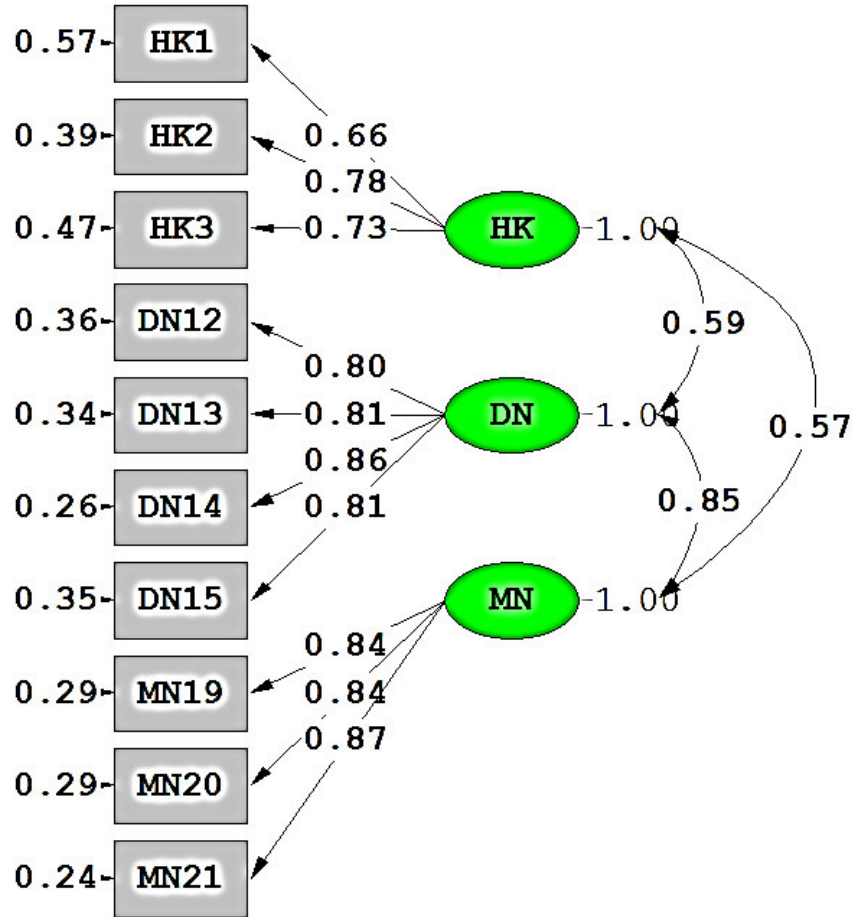 0.57 HK1
0.39 HK2
0.66
0.78
0.47 HK3 0.73 HK 1.00
0.36 DN12
0.59
0.80
0.34 DN13 0.81 DN 1.00
0.57
0.86
0.26 DN14 0.81
0.85
0.35 DN15 MN 1.00
0.84
0.29 MN19 0.84
0.87
0.29 MN20
0.24 MN21